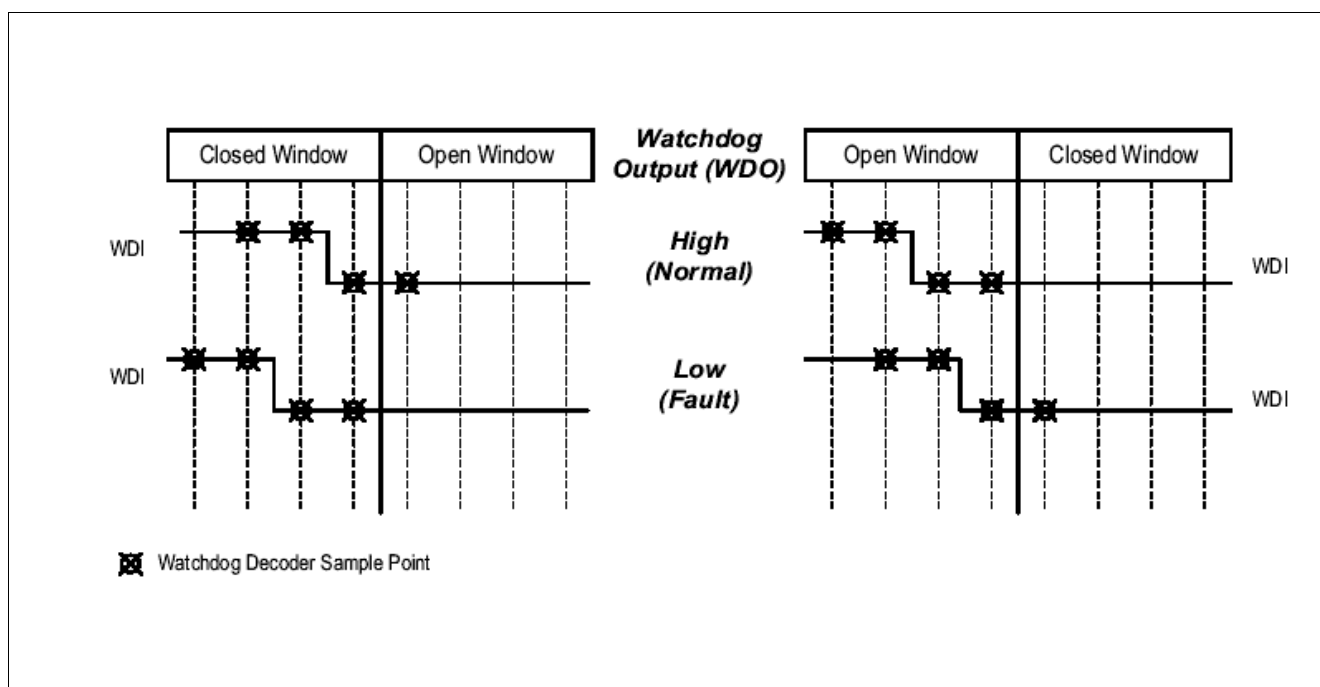 Closed Window
Open Window
Watchdog
Output (WDO)
Open Window
Closed Window
WDI
High
(Normal)
WDI
WDI
Low
(Fault)
WDI
Watchdog Decoder Sample Point